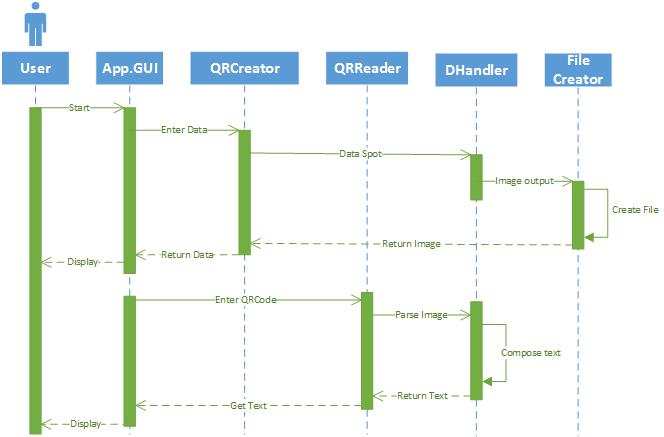 User
App.GUI
QRCreator
QRReader
DHandler
File
Creator
Start
Enter Data
Data Spot
Image output
Create File
Return Image
Return Data
Display
Enter QRCode
Parse Image
Compose text
Return Text
Get Text
Display